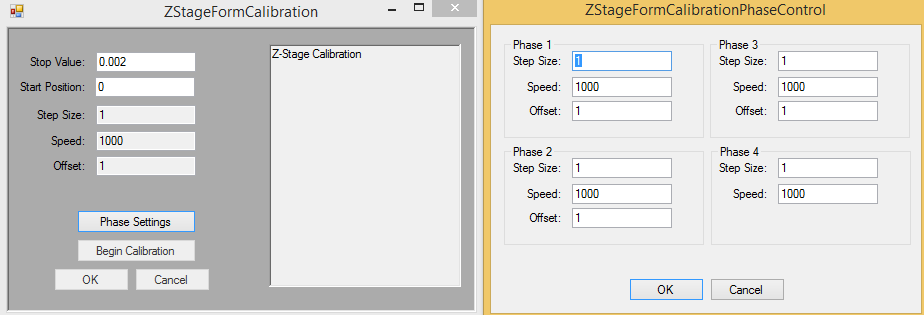 ZStageFormCalibration
Stop Value: 0.002
Start Position: 0
Step Size: 1
Speed: 1000
Offset: 1
Phase Settings
Begin Calibration
OK Cancel
Z-Stage Calibration
ZStageFormCalibrationPhaseControl
Phase 1
Step Size: 1
Speed: 1000
Offset: 1
Phase 2
Step Size: 1
Speed: 1000
Offset: 1
Phase 3
Step Size: 1
Speed: 1000
Offset: 1
Phase 4
Step Size: 1
Speed: 1000
OK Cancel